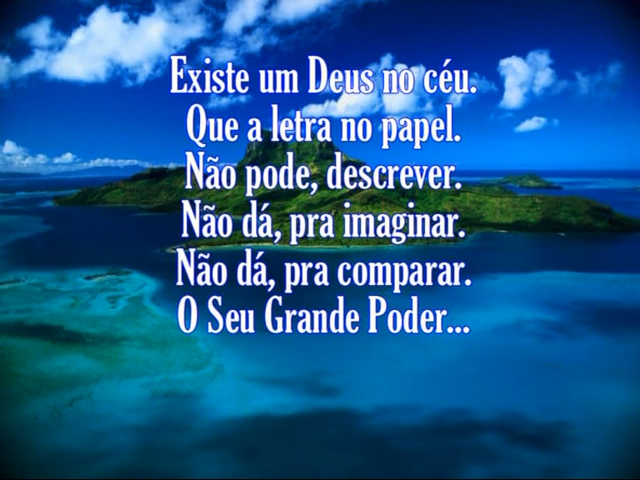 Existe um Deus no céu.
Que a letra no papel.
Não pode, descrever.
Não dá, pra imaginar.
Não dá, pra comparar.
O Seu Grande Poder...